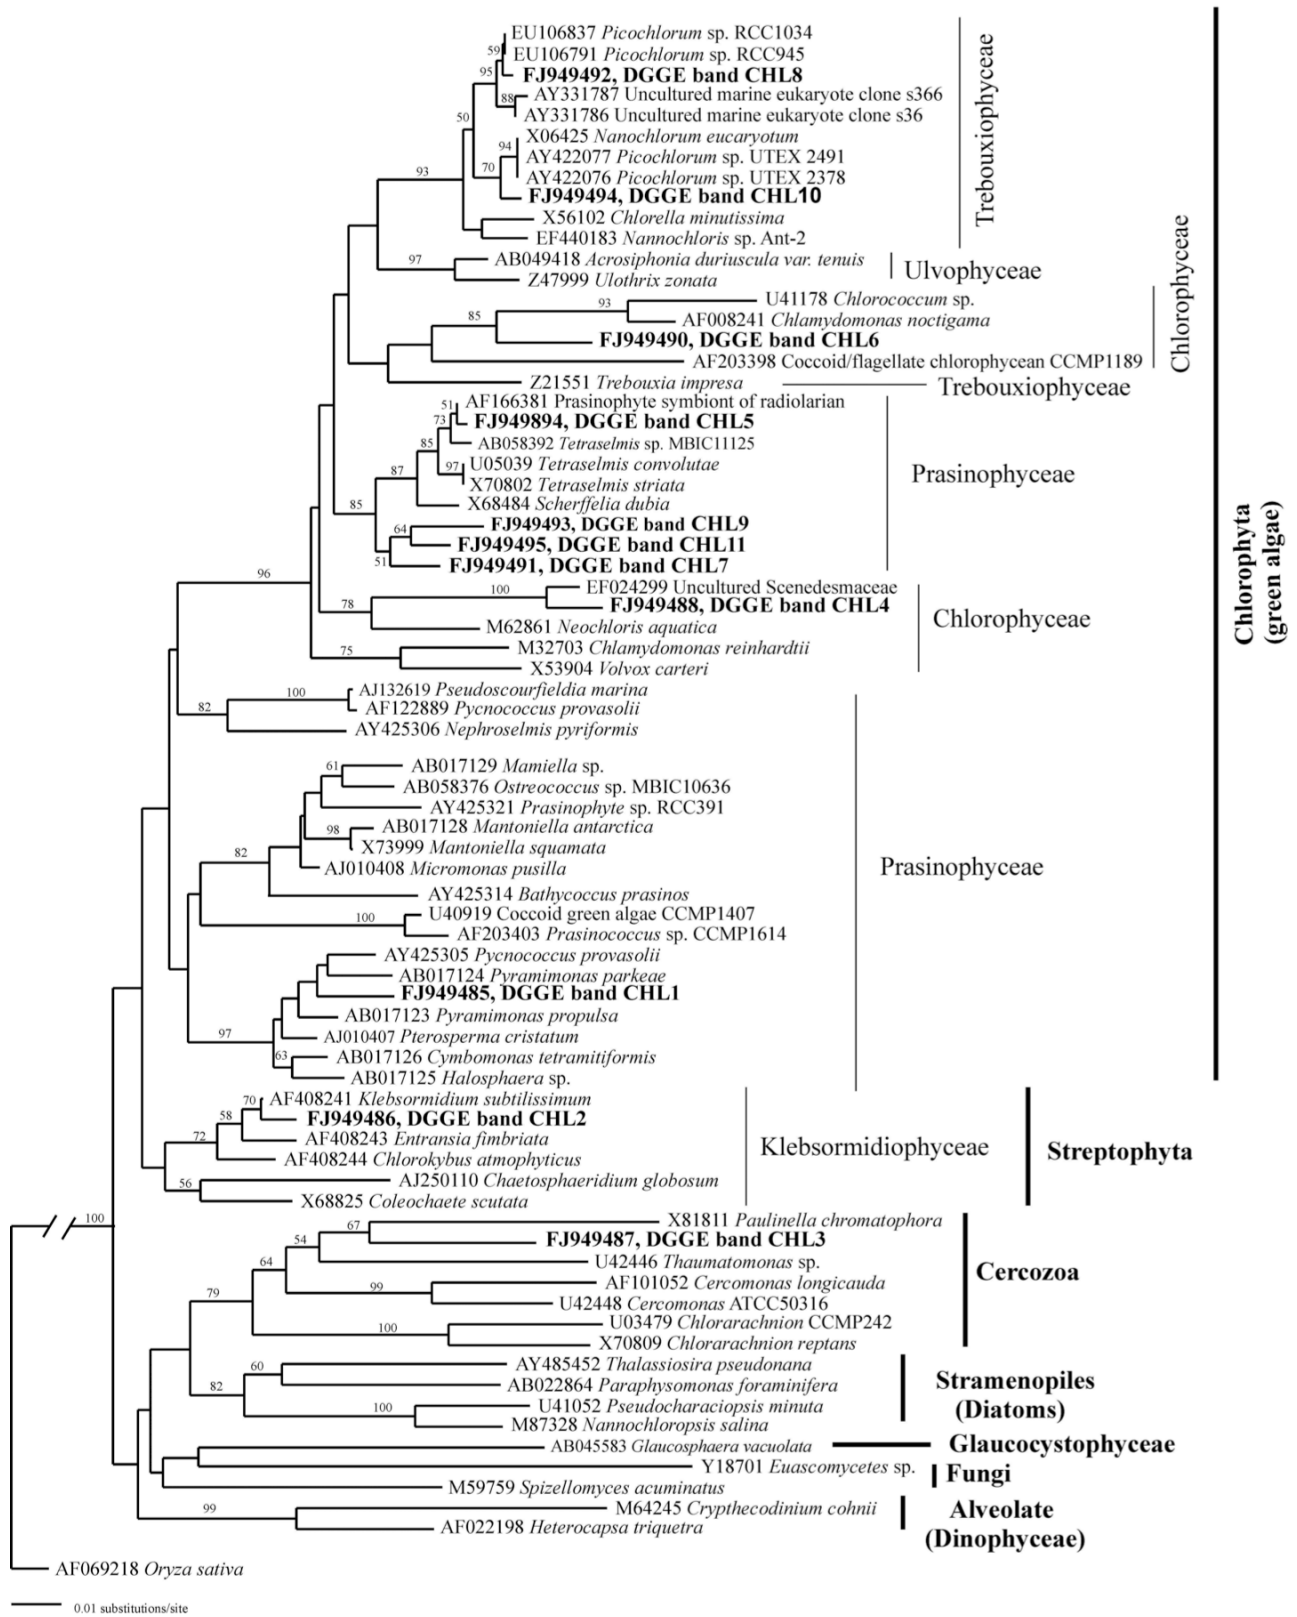 EU106837 Picochlorum sp. RCC1034
59
EU106791 Picochlorum sp. RCC945
95
FJ949492, DGGE band CHL8
88
AY331787 Uncultured marine eukaryote clone s366
AY331786 Uncultured marine eukaryote clone s36
50
X06425 Nanochlorum eucaryotum
94
AY422077 Picochlorum sp. UTEX 2491
70
AY422076 Picochlorum sp. UTEX 2378
93
FJ949494, DGGE band CHL10
X56102 Chlorella minutissima
EF440183 Nannochloris sp. Ant-2
Trebouxiophyceae
97
AB049418 Acrosiphonia duriuscula var. tenuis
Z47999 Ulothrix zonata
Ulvophyceae
93
U41178 Chlorococcum sp.
85
AF008241 Chlamydomonas noctigama
FJ949490, DGGE band CHL6
AF203398 Coccoid/flagellate chlorophycean CCMP1189
Chlorophyceae
Z21551 Trebouxia impresa
Trebouxiophyceae
51
AF166381 Prasinophyte symbiont of radiolarian
73
FJ949894, DGGE band CHL5
85
AB058392 Tetraselmis sp. MBIC11125
97
U05039 Tetraselmis convolutae
87
X70802 Tetraselmis striata
X68484 Scherffelia dubia
85
FJ949493, DGGE band CHL9
64
FJ949495, DGGE band CHL11
51
FJ949491, DGGE band CHL7
Prasinophyceae
96
100
EF024299 Uncultured Scenedesmaceae
78
FJ949488, DGGE band CHL4
M62861 Neochloris aquatica
75
M32703 Chlamydomonas reinhardtii
X53904 Volvox carteri
Chlorophyceae
100
AJ132619 Pseudoscourfieldia marina
82
AF122889 Pycnococcus provasolii
AY425306 Nephroselmis pyriformis
61
AB017129 Mamiella sp.
AB058376 Ostreococcus sp. MBIC10636
AY425321 Prasinophyte sp. RCC391
98
AB017128 Mantoniella antarctica
X73999 Mantoniella squamata
82
AJ010408 Micromonas pusilla
AY425314 Bathycoccus prasinos
100
U40919 Coccoid green algae CCMP1407
AF203403 Prasinococcus sp. CCMP1614
AY425305 Pycnococcus provasolii
AB017124 Pyramimonas parkeae
FJ949485, DGGE band CHL1
AB017123 Pyramimonas propulsa
97
AJ010407 Pterosperma cristatum
63
AB017126 Cymbomonas tetramitiformis
AB017125 Halosphaera sp.
Prasinophyceae
Chlorophyta
(green algae)
70
AF408241 Klebsormidium subtilissimum
58
FJ949486, DGGE band CHL2
72
AF408243 Entransia fimbriata
AF408244 Chlorokybus atmophyticus
56
AJ250110 Chaetosphaeridium globosum
X68825 Coleochaete scutata
Klebsormidiophyceae
Streptophyta
100
67
X81811 Paulinella chromatophora
54
FJ949487, DGGE band CHL3
64
U42446 Thaumatomonas sp.
99
AF101052 Cercomonas longicauda
79
U42448 Cercomonas ATCC50316
100
U03479 Chlorarachnion CCMP242
X70809 Chlorarachnion reptans
Cercozoa
60
AY485452 Thalassiosira pseudonana
82
AB022864 Paraphysomonas foraminifera
100
U41052 Pseudocharaciopsis minuta
M87328 Nannochloropsis salina
Stramenopiles
(Diatoms)
AB045583 Glaucosphaera vacuolata
Glaucocystophyceae
Y18701 Euascomycetes sp.
Fungi
M59759 Spizellomyces acuminatus
99
M64245 Crypthecodinium cohnii
AF022198 Heterocapsa triquetra
Alveolate
(Dinophyceae)
AF069218 Oryza sativa
0.01 substitutions/site